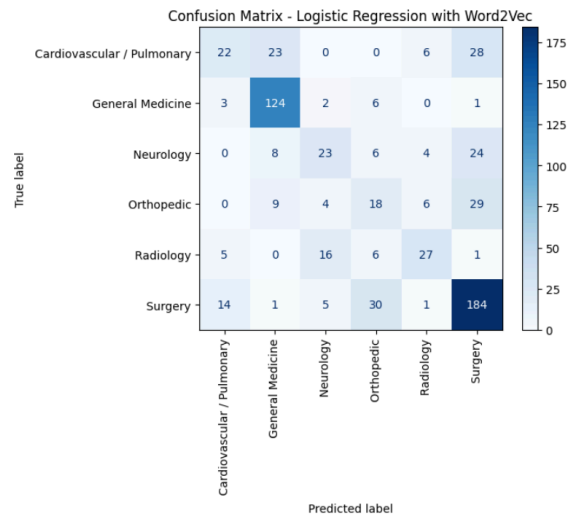 Confusion Matrix - Logistic Regression with Word2Vec
True label
Cardiovascular / Pulmonary 22 23 0 0 6 28
General Medicine 3 124 2 6 0 1
Neurology 0 8 23 6 4 24
Orthopedic 0 9 4 18 6 29
Radiology 5 0 16 6 27 1
Surgery 14 1 5 30 1 184
Cardiovascular / Pulmonary
General Medicine
Neurology
Orthopedic
Radiology
Surgery
Predicted label
175
150
125
100
75
50
25
0